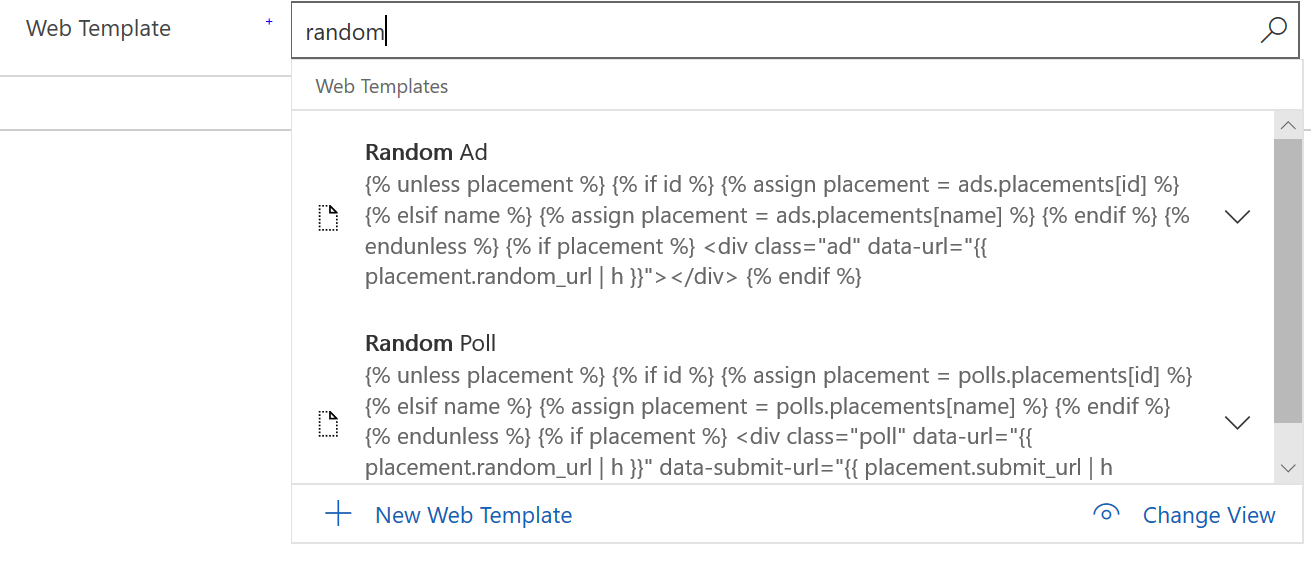 Web Template + random
Web Templates
Random Ad
{% unless placement %} {% if id %} {% assign placement = ads.placements[id] %}
{% elsif name %} {% assign placement = ads.placements[name] %} {% endif %} {%
endunless %} {% if placement %} <div class="ad" data-url="{{
placement.random_url | h }}"></div> {% endif %}
Random Poll
{% unless placement %} {% if id %} {% assign placement = polls.placements[id] %}
{% elsif name %} {% assign placement = polls.placements[name] %} {% endif %}
{% endunless %} {% if placement %} <div class="poll" data-url="{{
placement.random_url | h }}" data-submit-url="{{ placement.submit_url | h
New Web Template Change View